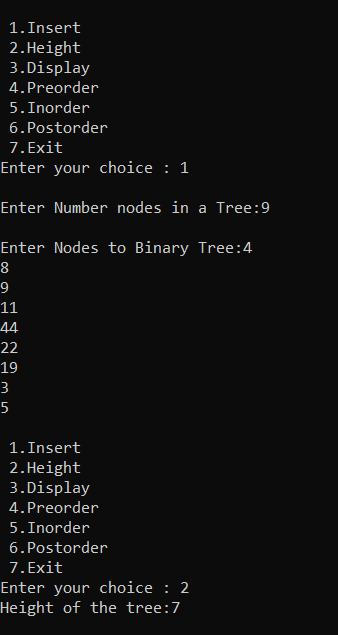 1.Insert
2.Height
3.Display
4.Preorder
5.Inorder
6.Postorder
7.Exit
Enter your choice : 1
Enter Number nodes in a Tree:9
Enter Nodes to Binary Tree:4
8
9
11
44
22
19
3
5
1.Insert
2.Height
3.Display
4.Preorder
5.Inorder
6.Postorder
7.Exit
Enter your choice : 2
Height of the tree:7